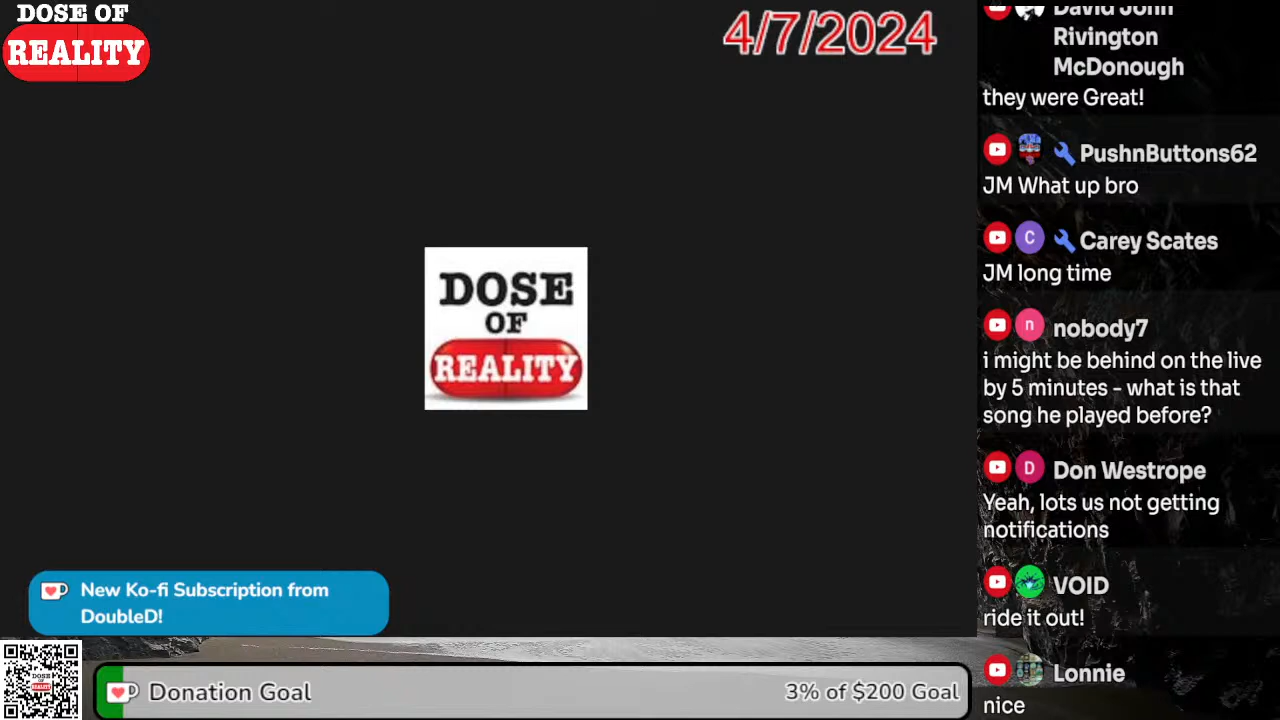 DOSE OF
REALITY
4/7/2024
DOSE
OF
REALITY
New Ko-fi Subscription from
DoubleD!
Donation Goal
3% of $200 Goal
David John
Rivington
McDonough
they were Great!
PushnButtons62
JM What up bro
C
Carey Scates
JM long time
n
nobody7
i might be behind on the live
by 5 minutes - what is that
song he played before?
D
Don Westrope
Yeah, lots us not getting
notifications
VOID
ride it out!
Lonnie
nice